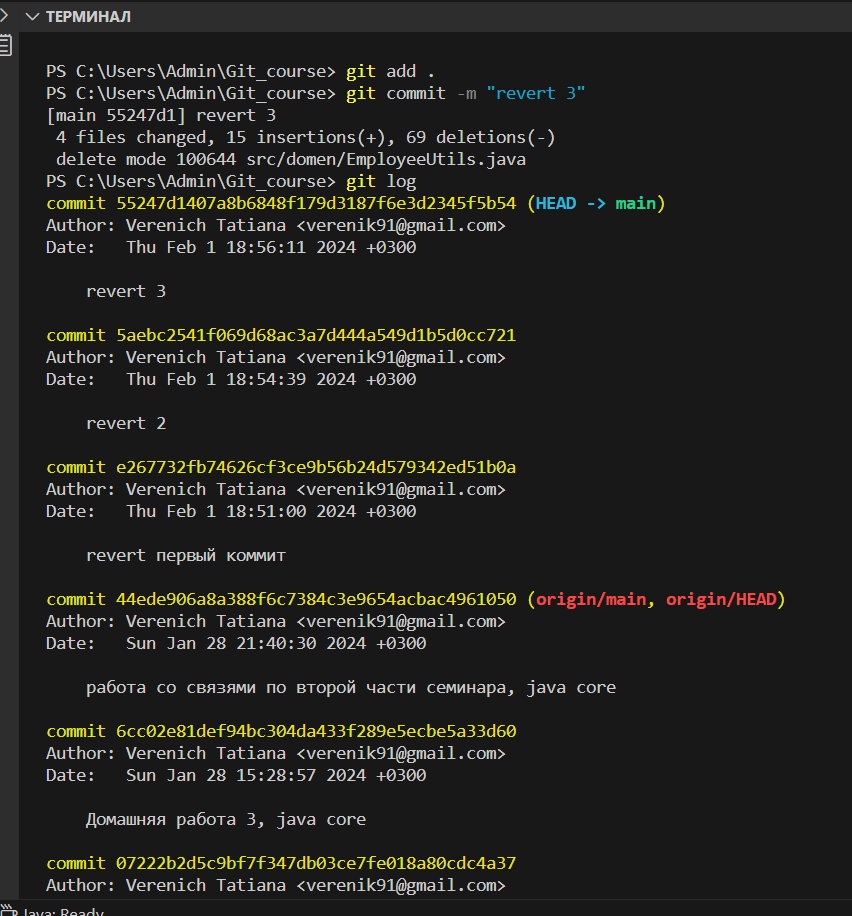 ТЕРМИНАЛ
PS C:\Users\Admin\Git_course> git add .
PS C:\Users\Admin\Git_course> git commit -m "revert 3"
[main 55247d1] revert 3
 4 files changed, 15 insertions(+), 69 deletions(-)
 delete mode 100644 src/domen/EmployeeUtils.java
PS C:\Users\Admin\Git_course> git log
commit 55247d1407a8b6848f179d3187f6e3d2345f5b54 (HEAD -> main)
Author: Verenich Tatiana <verenik91@gmail.com>
Date:   Thu Feb 1 18:56:11 2024 +0300

    revert 3

commit 5aebc2541f069d68ac3a7d444a549d1b5d0cc721
Author: Verenich Tatiana <verenik91@gmail.com>
Date:   Thu Feb 1 18:54:39 2024 +0300

    revert 2

commit e267732fb74626cf3ce9b56b24d579342ed51b0a
Author: Verenich Tatiana <verenik91@gmail.com>
Date:   Thu Feb 1 18:51:00 2024 +0300

    revert первый коммит

commit 44ede906a8a388f6c7384c3e9654acbac4961050 (origin/main, origin/HEAD)
Author: Verenich Tatiana <verenik91@gmail.com>
Date:   Sun Jan 28 21:40:30 2024 +0300

    работа со связями по второй части семинара, java core

commit 6cc02e81def94bc304da433f289e5ecbe5a33d60
Author: Verenich Tatiana <verenik91@gmail.com>
Date:   Sun Jan 28 15:28:57 2024 +0300

    Домашняя работа 3, java core

commit 07222b2d5c9bf7f347db03ce7fe018a80cdc4a37
Author: Verenich Tatiana <verenik91@gmail.com>
Java: Ready